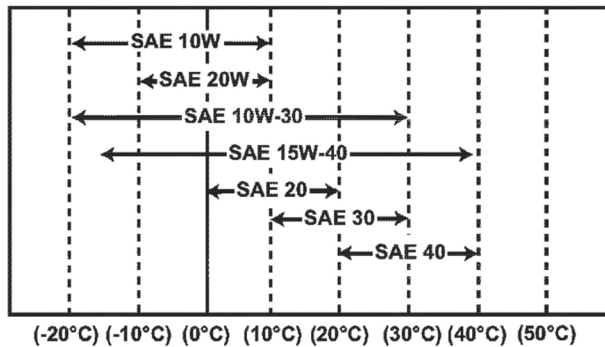 SAE 10W
SAE 20W
SAE 10W-30
SAE 15W-40
SAE 20
SAE 30
SAE 40
(-20°C) (-10°C) (0°C) (10°C) (20°C) (30°C) (40°C) (50°C)